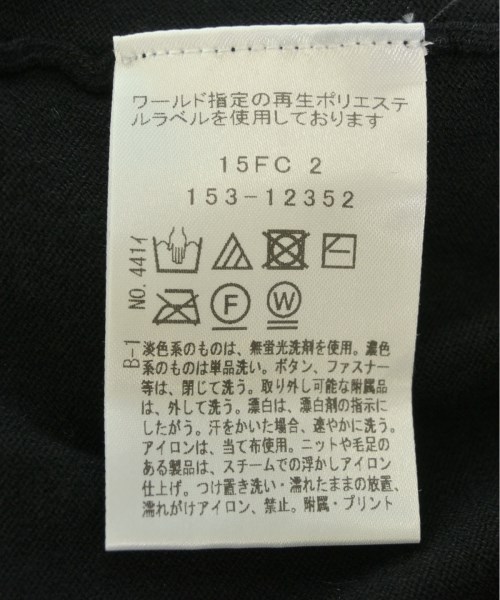 ワールド指定の再生ポリエステ
ルラベルを使用しております
15FC 2
153-12352
NO.441イ
F
W
B-1
淡色系のものは、無蛍光洗剤を使用。濃色
系のものは単品洗い。ボタン、ファスナー
等は、閉じて洗う。取り外し可能な附属品
は、外して洗う。漂白は、漂白剤の指示に
したがう。汗をかいた場合、速やかに洗う。
アイロンは、当て布使用。ニットや毛足の
ある製品は、スチームでの浮かしアイロン
仕上げ。つけ置き洗い・濡れたままの放置、
濡れがけアイロン、禁止。附属・プリント